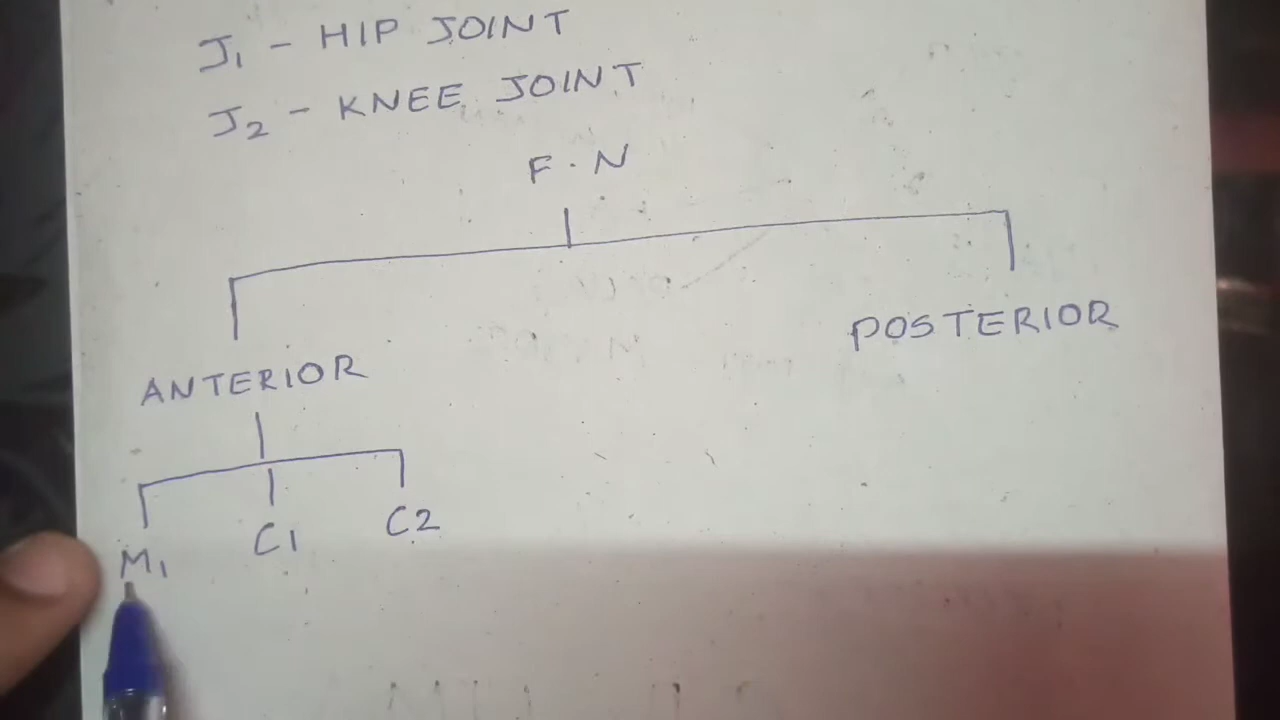 J1 - HIP JOINT
J2 - KNEE JOINT
F.N
ANTERIOR POSTERIOR
M1 C1 C2